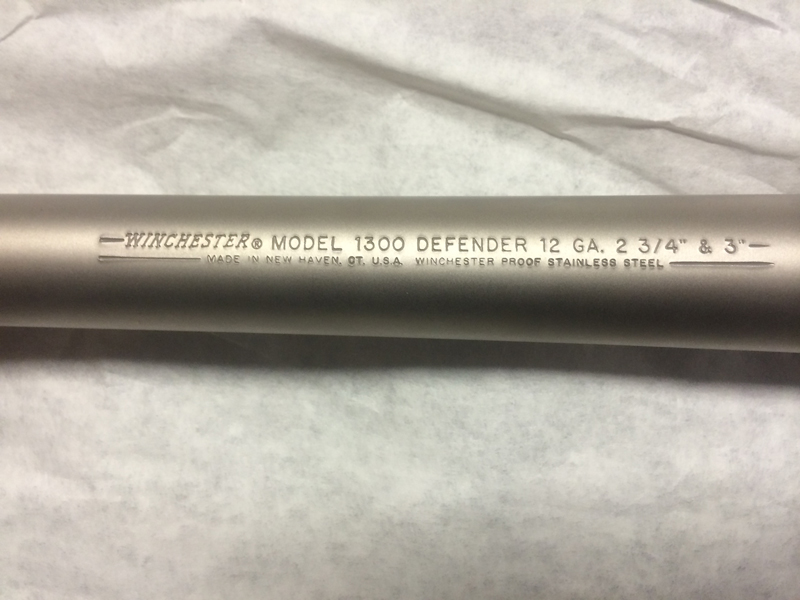 WINCHESTER® MODEL 1300 DEFENDER 12 GA. 2 3/4" & 3"
MADE IN NEW HAVEN, CT. U.S.A. WINCHESTER PROOF STAINLESS STEEL